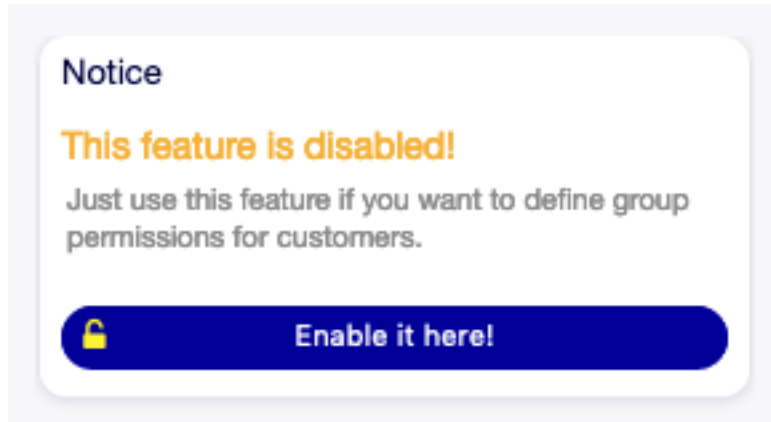 Notice
This feature is disabled!
Just use this feature if you want to define group
permissions for customers.
Enable it here!